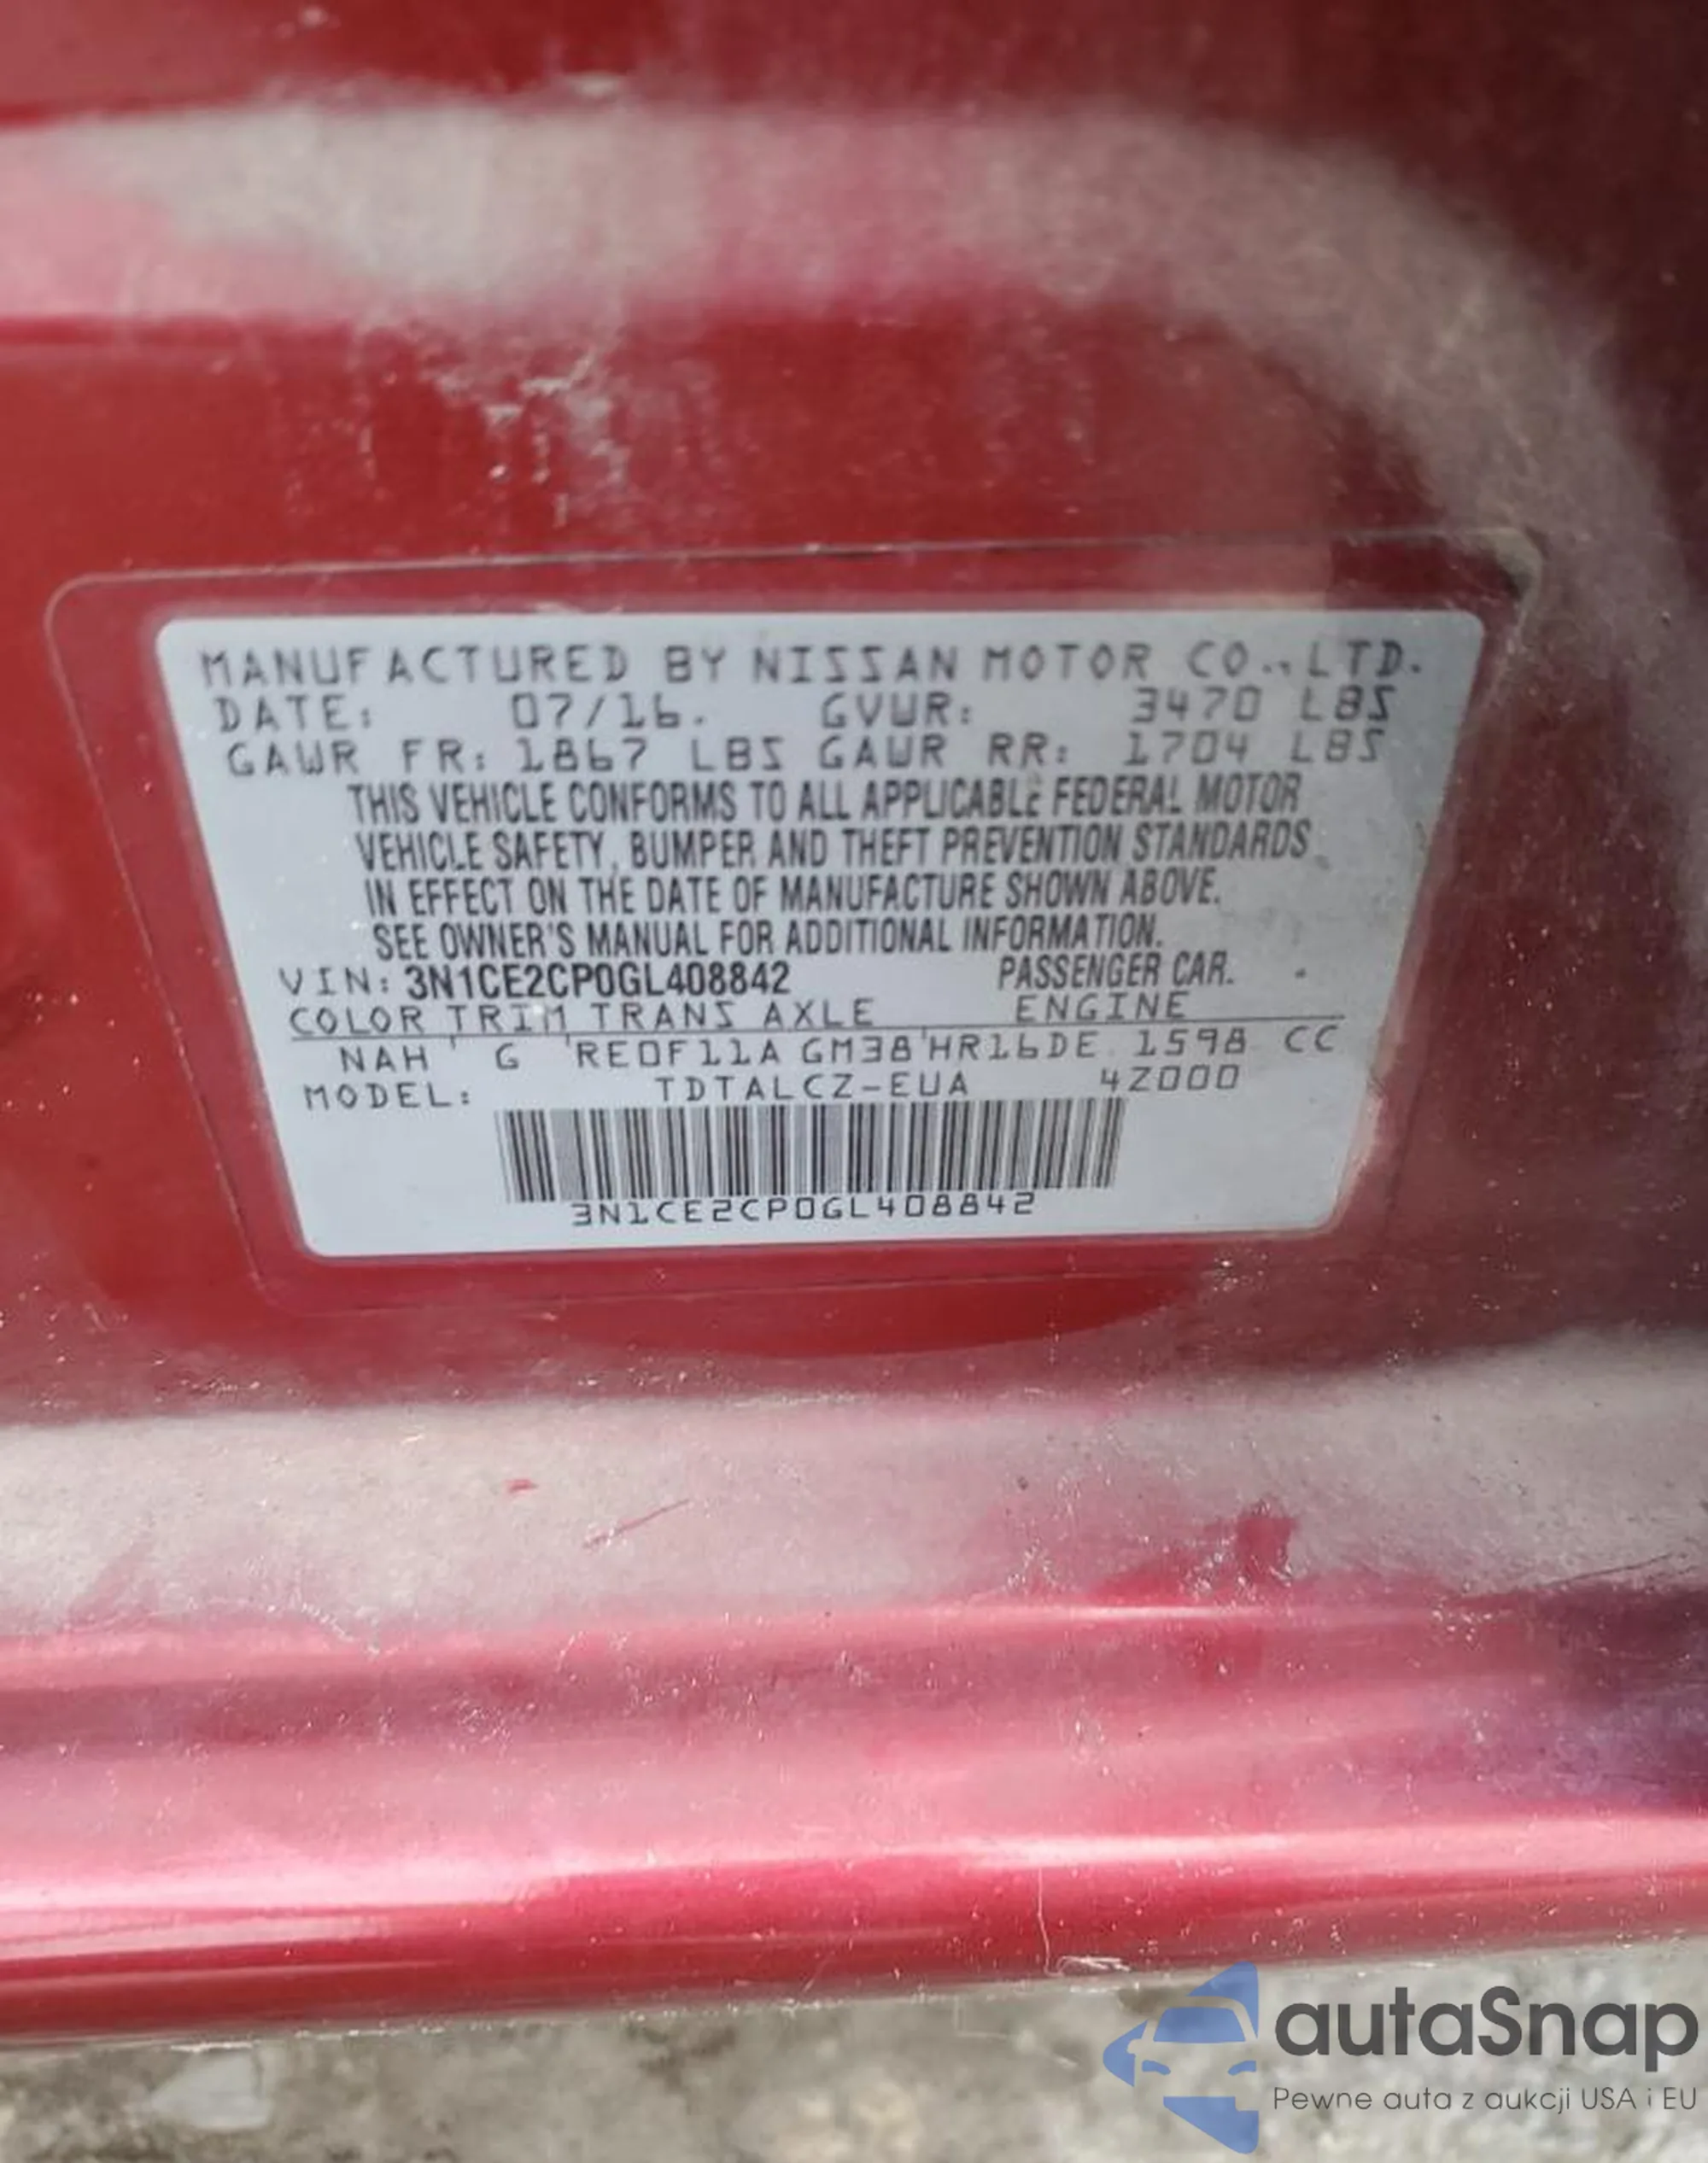 MANUFACTURED BY NISSAN MOTOR CO.,LTD.
DATE: 07/16. GVWR: 3470 LBS
GAWR FR: 1867 LBS GAWR RR: 1704 LBS
THIS VEHICLE CONFORMS TO ALL APPLICABLE FEDERAL MOTOR
VEHICLE SAFETY, BUMPER AND THEFT PREVENTION STANDARDS
IN EFFECT ON THE DATE OF MANUFACTURE SHOWN ABOVE.
SEE OWNER'S MANUAL FOR ADDITIONAL INFORMATION.
VIN: 3N1CE2CP0GL408842 PASSENGER CAR.
COLOR TRIM TRANS AXLE ENGINE
NAH G RE0F11A GM38 HR16DE 1598 CC
MODEL: TDTALCZ-EUA 4Z000
3N1CE2CP0GL408842
autaSnap
Pewne auta z aukcji USA i EU